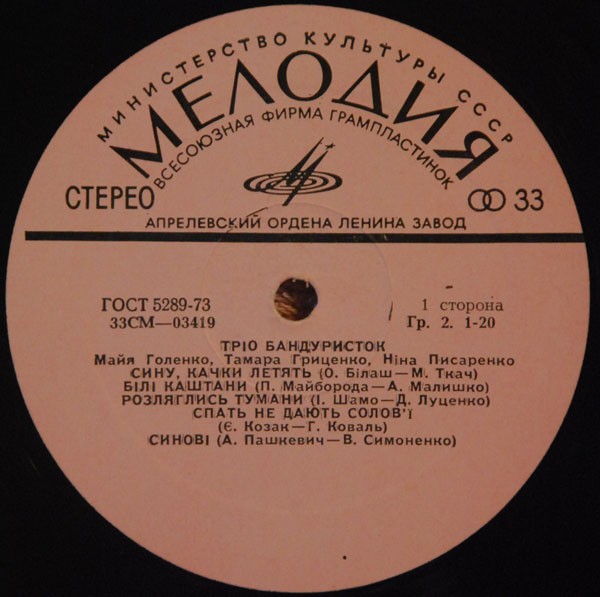 МИНИСТЕРСТВО КУЛЬТУРЫ СССР
МЕЛОДИЯ
ВСЕСОЮЗНАЯ ФИРМА ГРАМПЛАСТИНОК
СТЕРЕО 33
АПРЕЛЕВСКИЙ ОРДЕНА ЛЕНИНА ЗАВОД
ГОСТ 5289-73 1 сторона
33СМ—03419 Гр. 2. 1-20
ТРІО БАНДУРИСТОК
Майя Голенко, Тамара Гриценко, Ніна Писаренко
СИНУ, КАЧКИ ЛЕТЯТЬ (О. Білаш—М. Ткач)
БІЛІ КАШТАНИ (П. Майборода—А. Малишко)
РОЗЛЯГЛИСЬ ТУМАНИ (І. Шамо—Д. Луценко)
СПАТЬ НЕ ДАЮТЬ СОЛОВ'Ї
(Є. Козак—Г. Коваль)
СИНОВІ (А. Пашкевич—В. Симоненко)